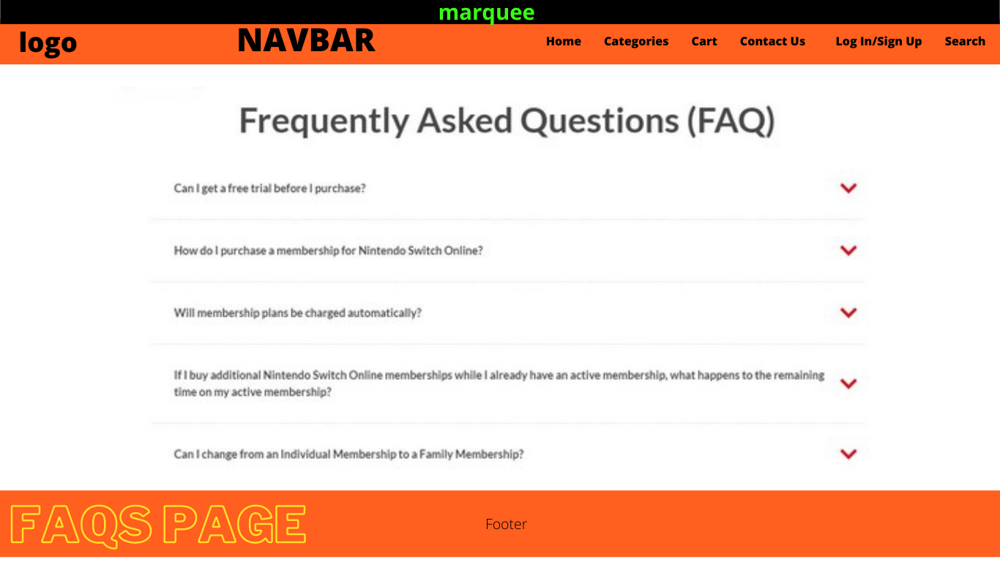 marquee
logo
NAVBAR
Home Categories Cart Contact Us Log In/Sign Up Search
Frequently Asked Questions (FAQ)
Can I get a free trial before I purchase?
How do I purchase a membership for Nintendo Switch Online?
Will membership plans be charged automatically?
If I buy additional Nintendo Switch Online memberships while I already have an active membership, what happens to the remaining
time on my active membership?
Can I change from an Individual Membership to a Family Membership?
FAQS PAGE
Footer